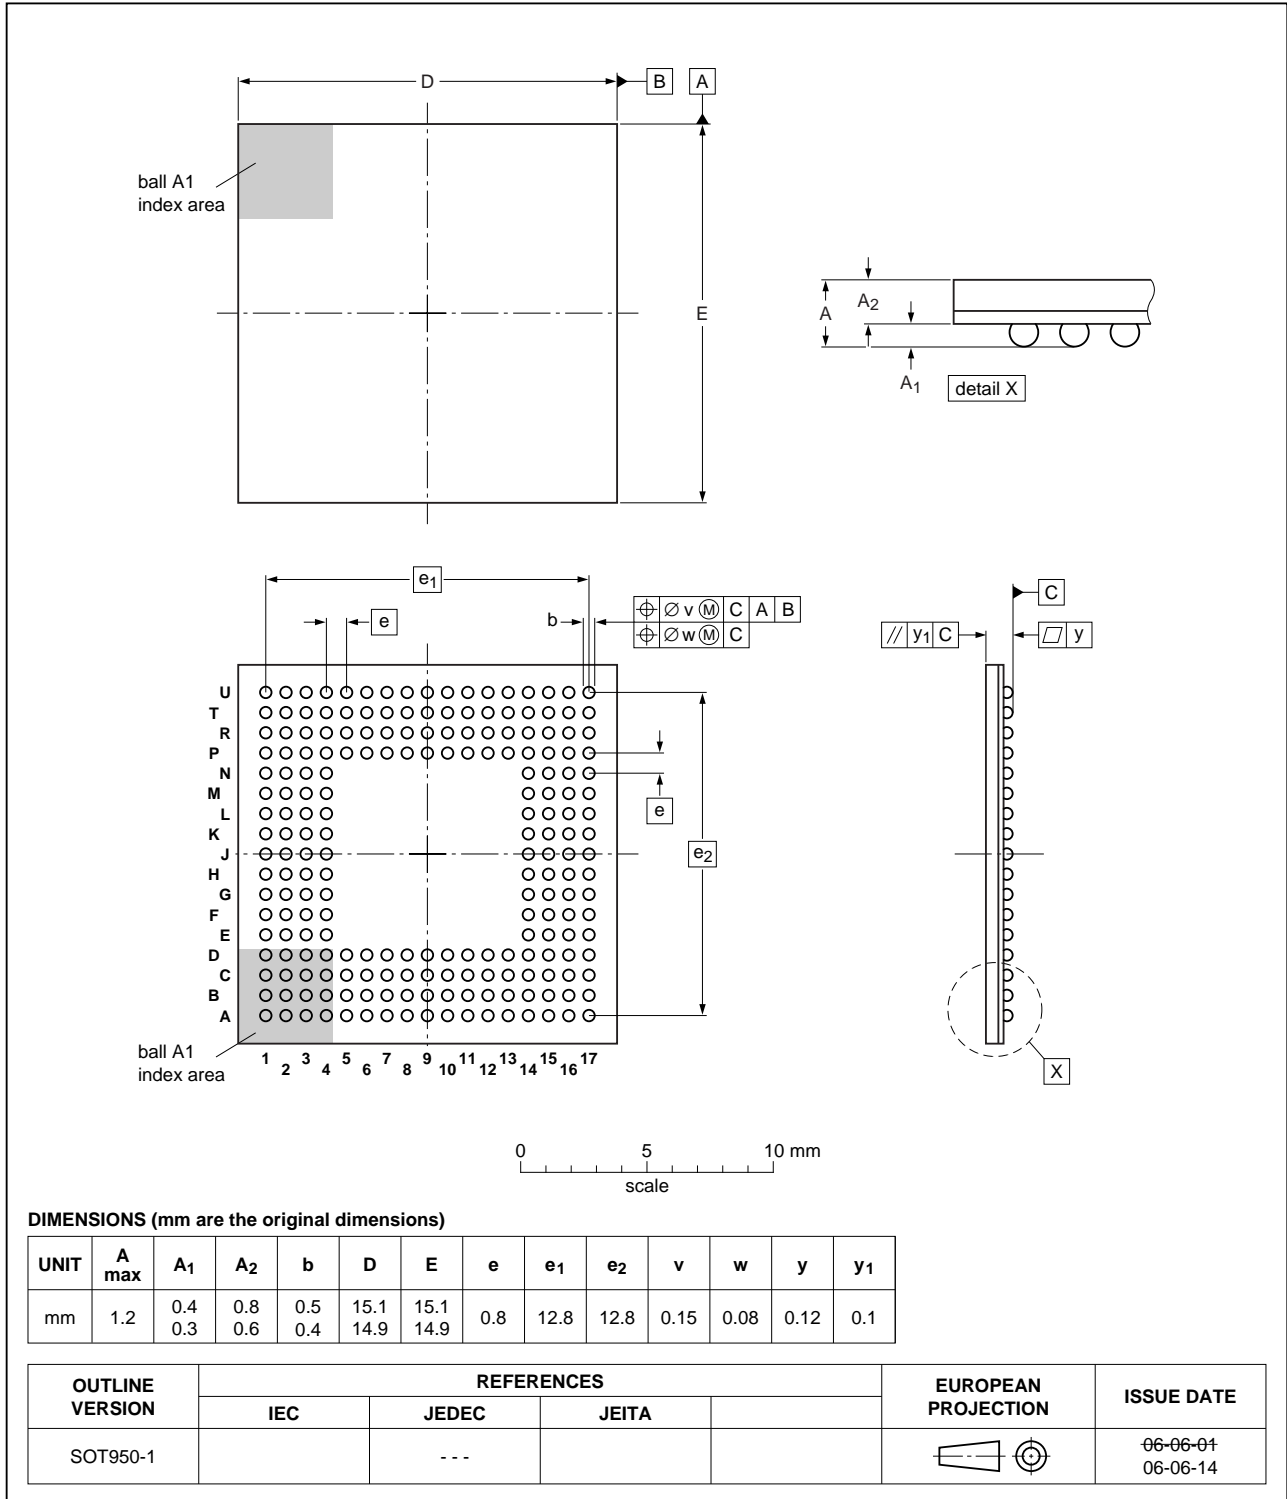 D
B
A
ball A1
index area
E
A
A2
A1
detail X
e1
e
b
⌖ ∅ v Ⓜ C A B
⌖ ∅ w Ⓜ C
C
// y1 C
▱ y
U
T
R
P
N
M
L
K
J
H
G
F
E
D
C
B
A
e
e2
ball A1
index area
1 2 3 4 5 6 7 8 9 10 11 12 13 14 15 16 17
X
0 5 10 mm
scale
DIMENSIONS (mm are the original dimensions)
UNIT A max A1 A2 b D E e e1 e2 v w y y1
mm 1.2 0.4 0.3 0.8 0.6 0.5 0.4 15.1 14.9 15.1 14.9 0.8 12.8 12.8 0.15 0.08 0.12 0.1
OUTLINE VERSION REFERENCES EUROPEAN PROJECTION ISSUE DATE
IEC JEDEC JEITA
SOT950-1 - - - 06-06-01
06-06-14